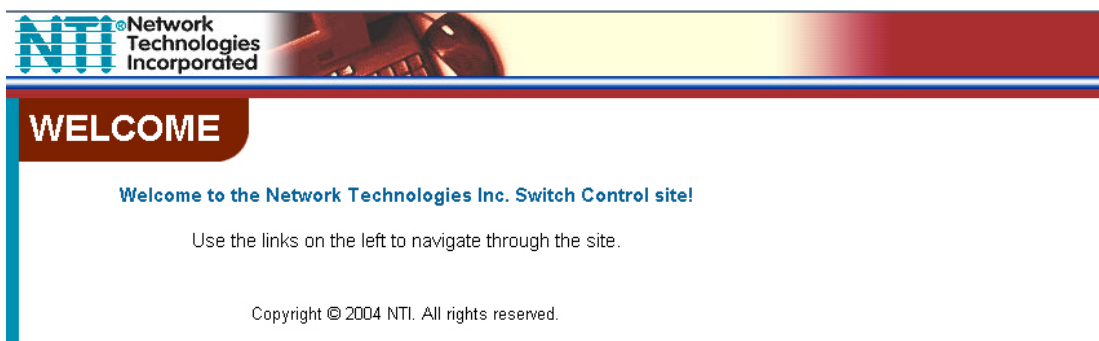 NTI ®Network
Technologies
Incorporated
WELCOME
Welcome to the Network Technologies Inc. Switch Control site!
Use the links on the left to navigate through the site.
Copyright © 2004 NTI. All rights reserved.